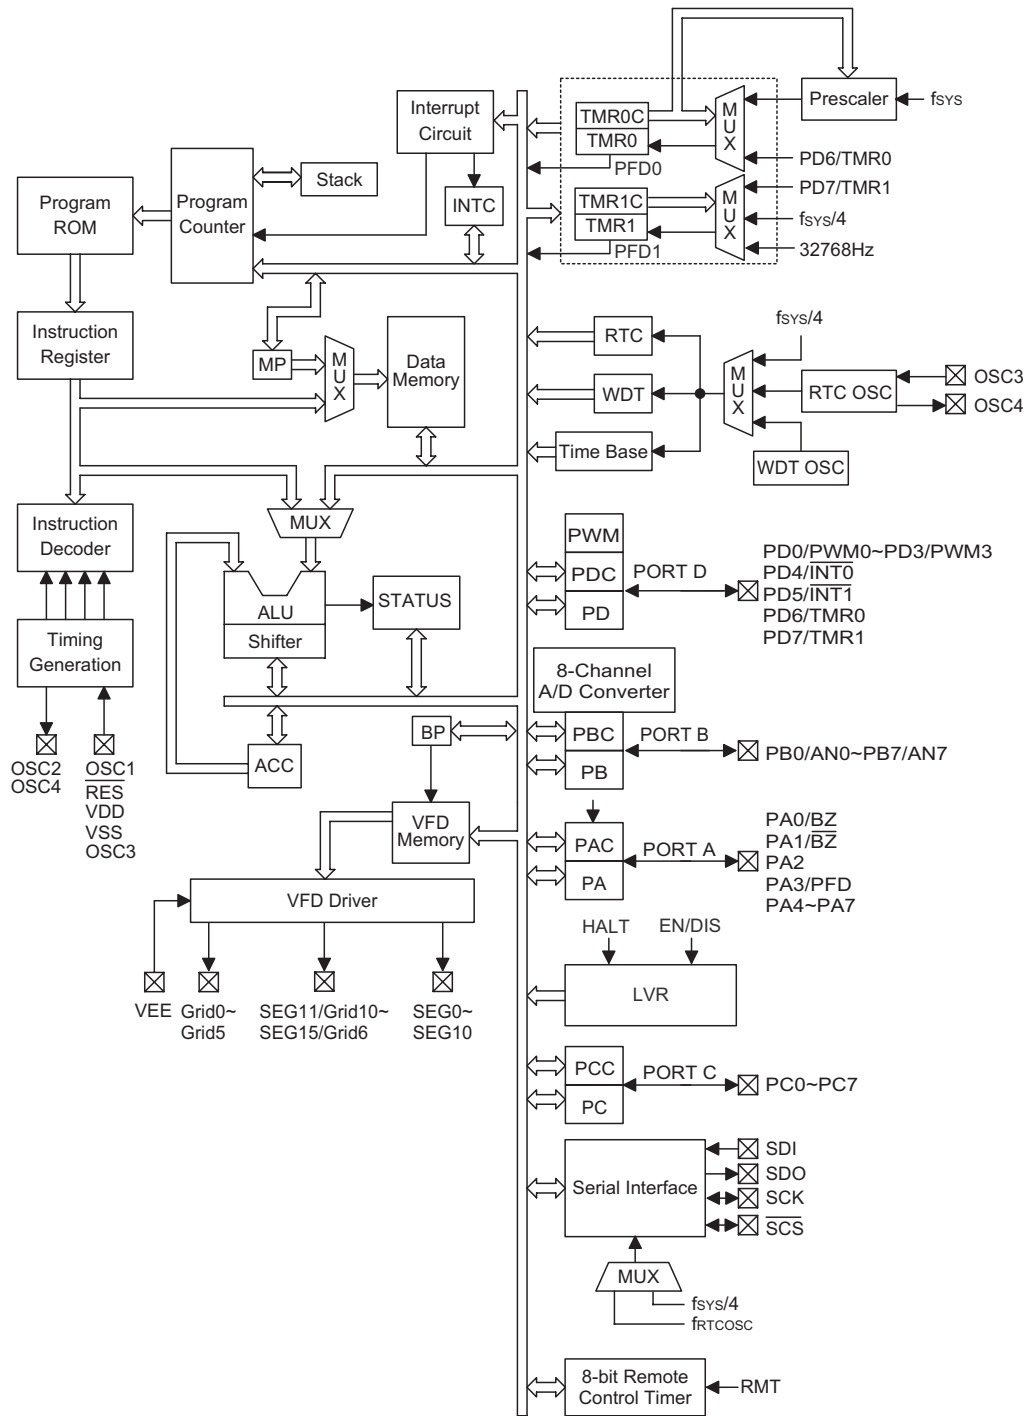 Interrupt
Circuit
TMR0C
TMR0
MUX
Prescaler
fSYS
PD6/TMR0
PFD0
Stack
Program
ROM
Program
Counter
INTC
TMR1C
TMR1
MUX
PD7/TMR1
fSYS/4
32768Hz
PFD1
Instruction
Register
MP
MUX
Data
Memory
RTC
WDT
Time Base
MUX
fSYS/4
RTC OSC
OSC3
OSC4
WDT OSC
Instruction
Decoder
MUX
ALU
Shifter
STATUS
PWM
PDC
PD
PORT D
PD0/PWM0~PD3/PWM3
PD4/I̅N̅T̅0̅
PD5/I̅N̅T̅1̅
PD6/TMR0
PD7/TMR1
Timing
Generation
8-Channel
A/D Converter
OSC2
OSC4
OSC1
R̅E̅S̅
VDD
VSS
OSC3
ACC
BP
PBC
PB
PORT B
PB0/AN0~PB7/AN7
VFD
Memory
PAC
PA
PORT A
PA0/BZ
PA1/B̅Z̅
PA2
PA3/PFD
PA4~PA7
VFD Driver
HALT
EN/DIS
LVR
VEE
Grid0~
Grid5
SEG11/Grid10~
SEG15/Grid6
SEG0~
SEG10
PCC
PC
PORT C
PC0~PC7
Serial Interface
SDI
SDO
SCK
S̅C̅S̅
MUX
fSYS/4
fRTCOSC
8-bit Remote
Control Timer
RMT